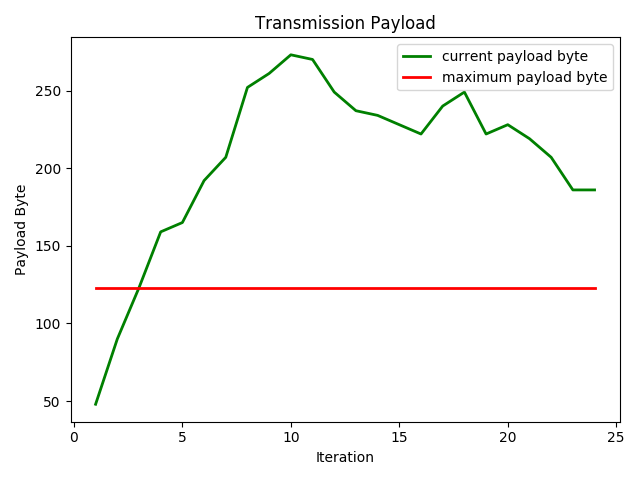 Transmission Payload
current payload byte
maximum payload byte
Payload Byte
250
200
150
100
50
0
5
10
15
20
25
Iteration